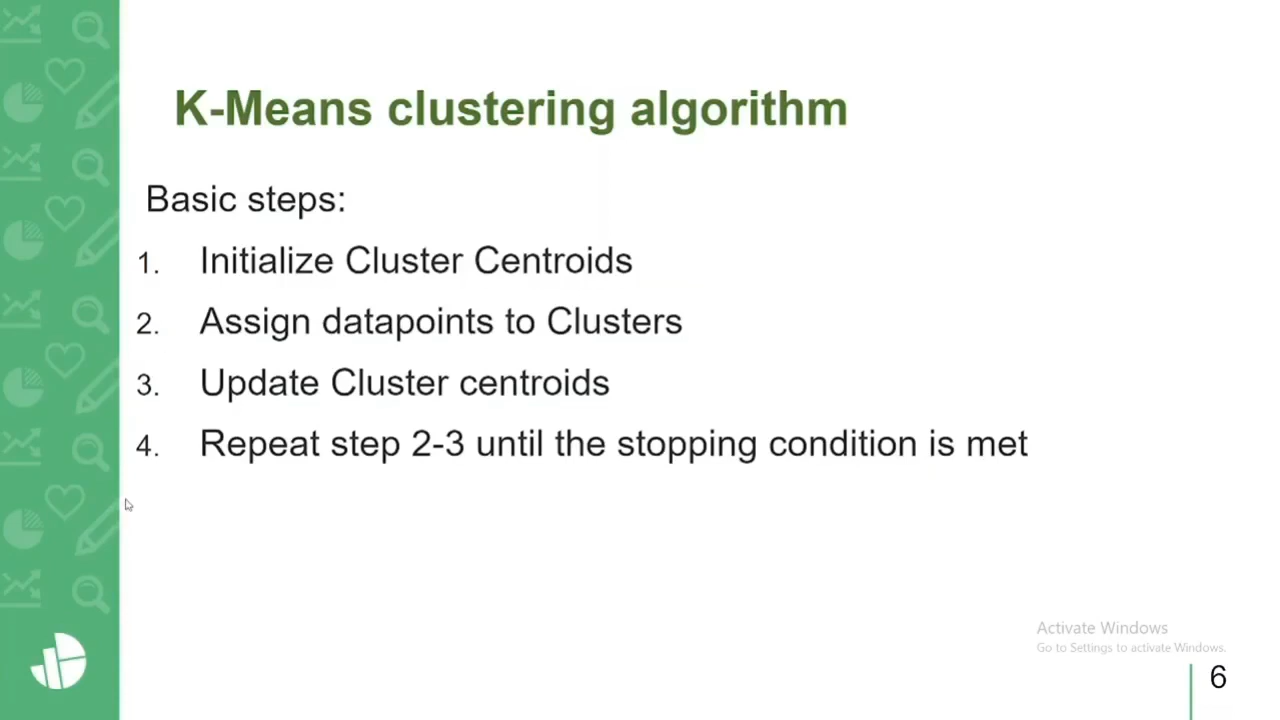 K-Means clustering algorithm
Basic steps:
1. Initialize Cluster Centroids
2. Assign datapoints to Clusters
3. Update Cluster centroids
4. Repeat step 2-3 until the stopping condition is met
Activate Windows
Go to Settings to activate Windows.
6